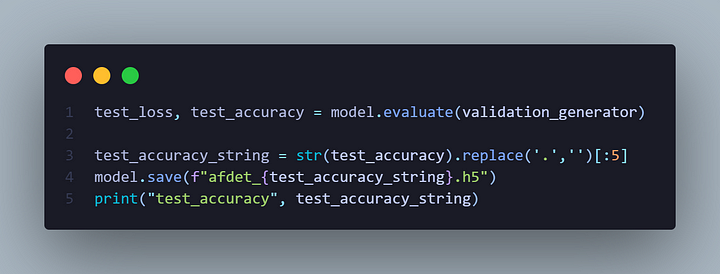 1 test_loss, test_accuracy = model.evaluate(validation_generator)
2
3 test_accuracy_string = str(test_accuracy).replace('.','')[:5]
4 model.save(f"afdet_{test_accuracy_string}.h5")
5 print("test_accuracy", test_accuracy_string)